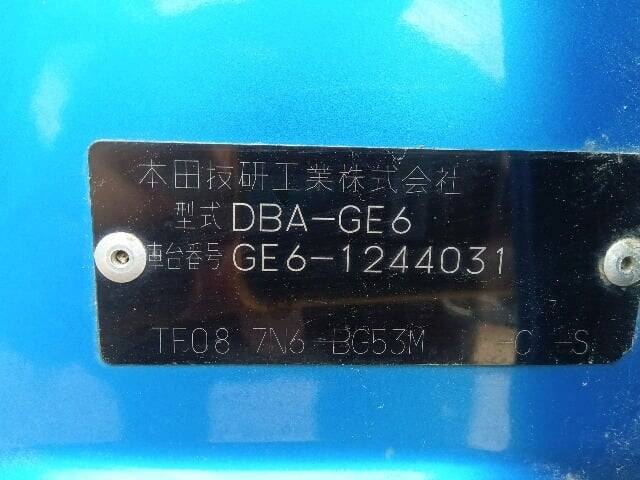 本田技研工業株式会社
型式 DBA-GE6
車台番号 GE6-1244031
TF08 7N6-BG53M -C -S